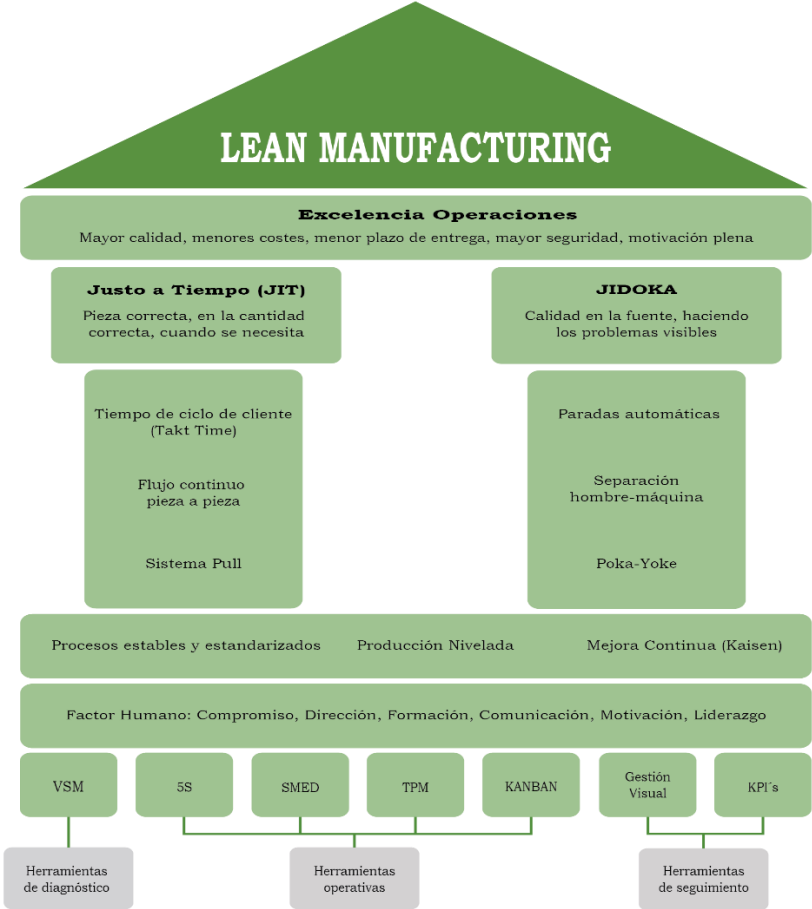 LEAN MANUFACTURING
Excelencia Operaciones
Mayor calidad, menores costes, menor plazo de entrega, mayor seguridad, motivación plena
Justo a Tiempo (JIT)
Pieza correcta, en la cantidad
correcta, cuando se necesita
JIDOKA
Calidad en la fuente, haciendo
los problemas visibles
Tiempo de ciclo de cliente
(Takt Time)
Flujo continuo
pieza a pieza
Sistema Pull
Paradas automáticas
Separación
hombre-máquina
Poka-Yoke
Procesos estables y estandarizados
Producción Nivelada
Mejora Continua (Kaisen)
Factor Humano: Compromiso, Dirección, Formación, Comunicación, Motivación, Liderazgo
VSM
5S
SMED
TPM
KANBAN
Gestión
Visual
KPI´s
Herramientas
de diagnóstico
Herramientas
operativas
Herramientas
de seguimiento